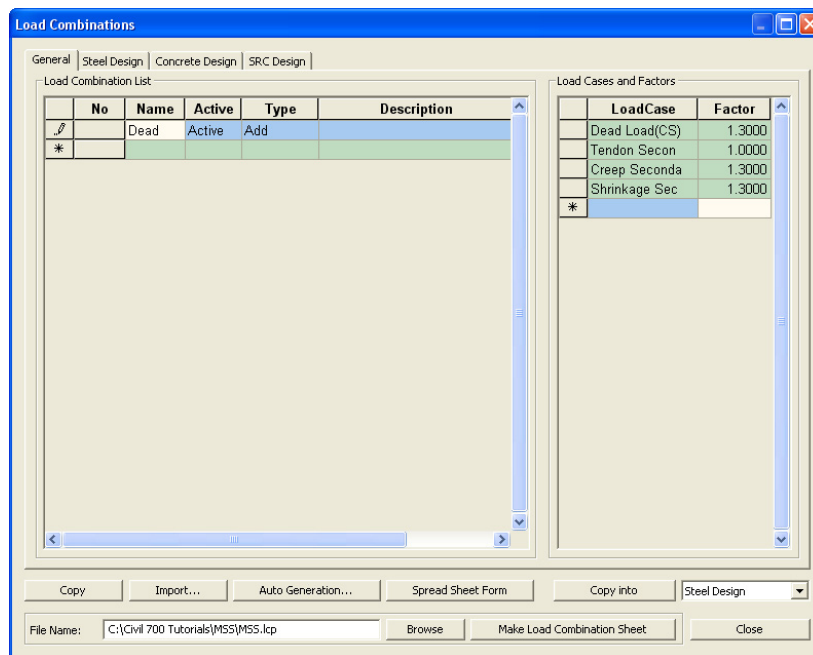 Load Combinations
General Steel Design Concrete Design SRC Design
Load Combination List
No Name Active Type Description
Dead Active Add
*
Load Cases and Factors
LoadCase Factor
Dead Load(CS) 1.3000
Tendon Secon 1.0000
Creep Seconda 1.3000
Shrinkage Sec 1.3000
*
Copy Import... Auto Generation... Spread Sheet Form Copy into Steel Design
File Name: C:\Civil 700 Tutorials\MSS\MSS.lcp Browse Make Load Combination Sheet Close